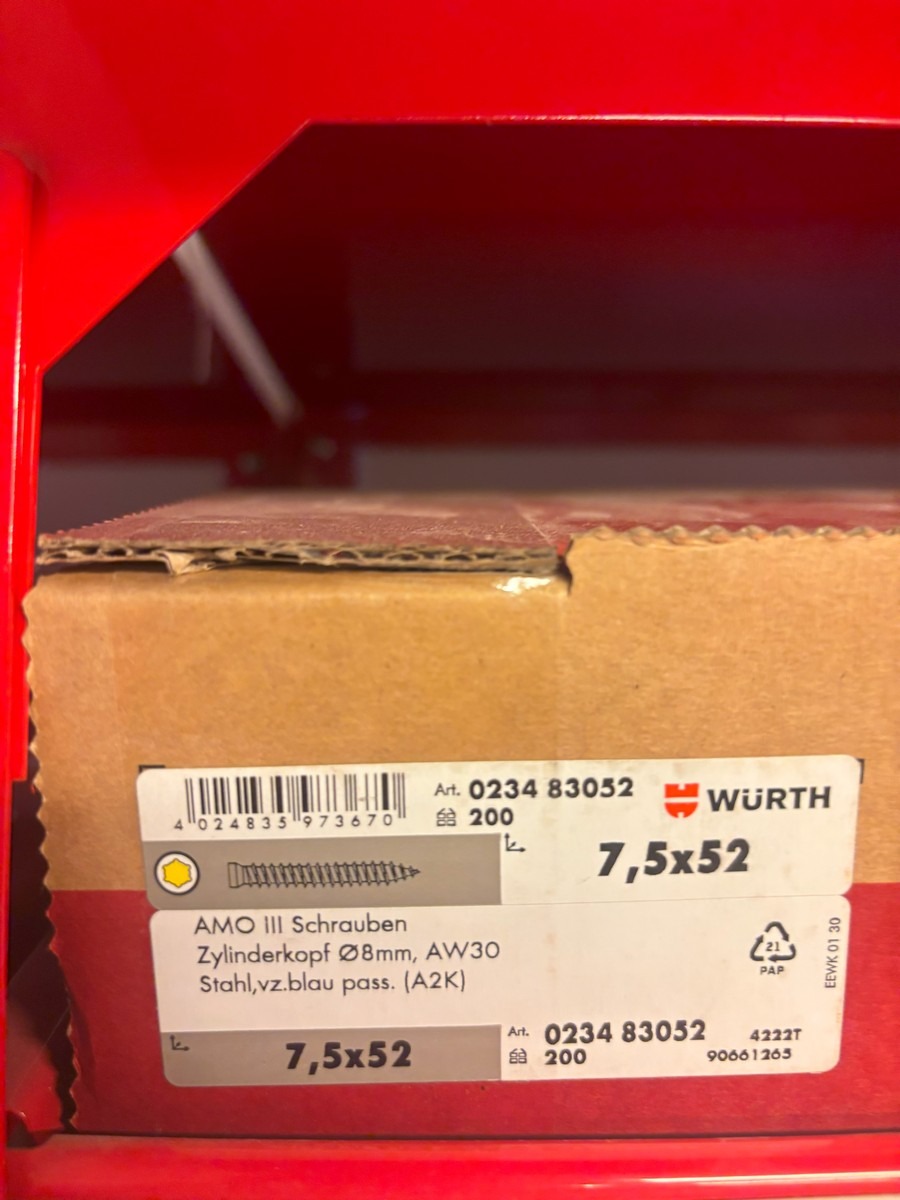 Art. 0234 83052
200
WÜRTH
4 024835 973670
7,5x52
AMO III Schrauben
Zylinderkopf Ø8mm, AW30
Stahl,vz.blau pass. (A2K)
21
PAP
EEWK 01 30
7,5x52
Art. 0234 83052
200
4222T
90661265